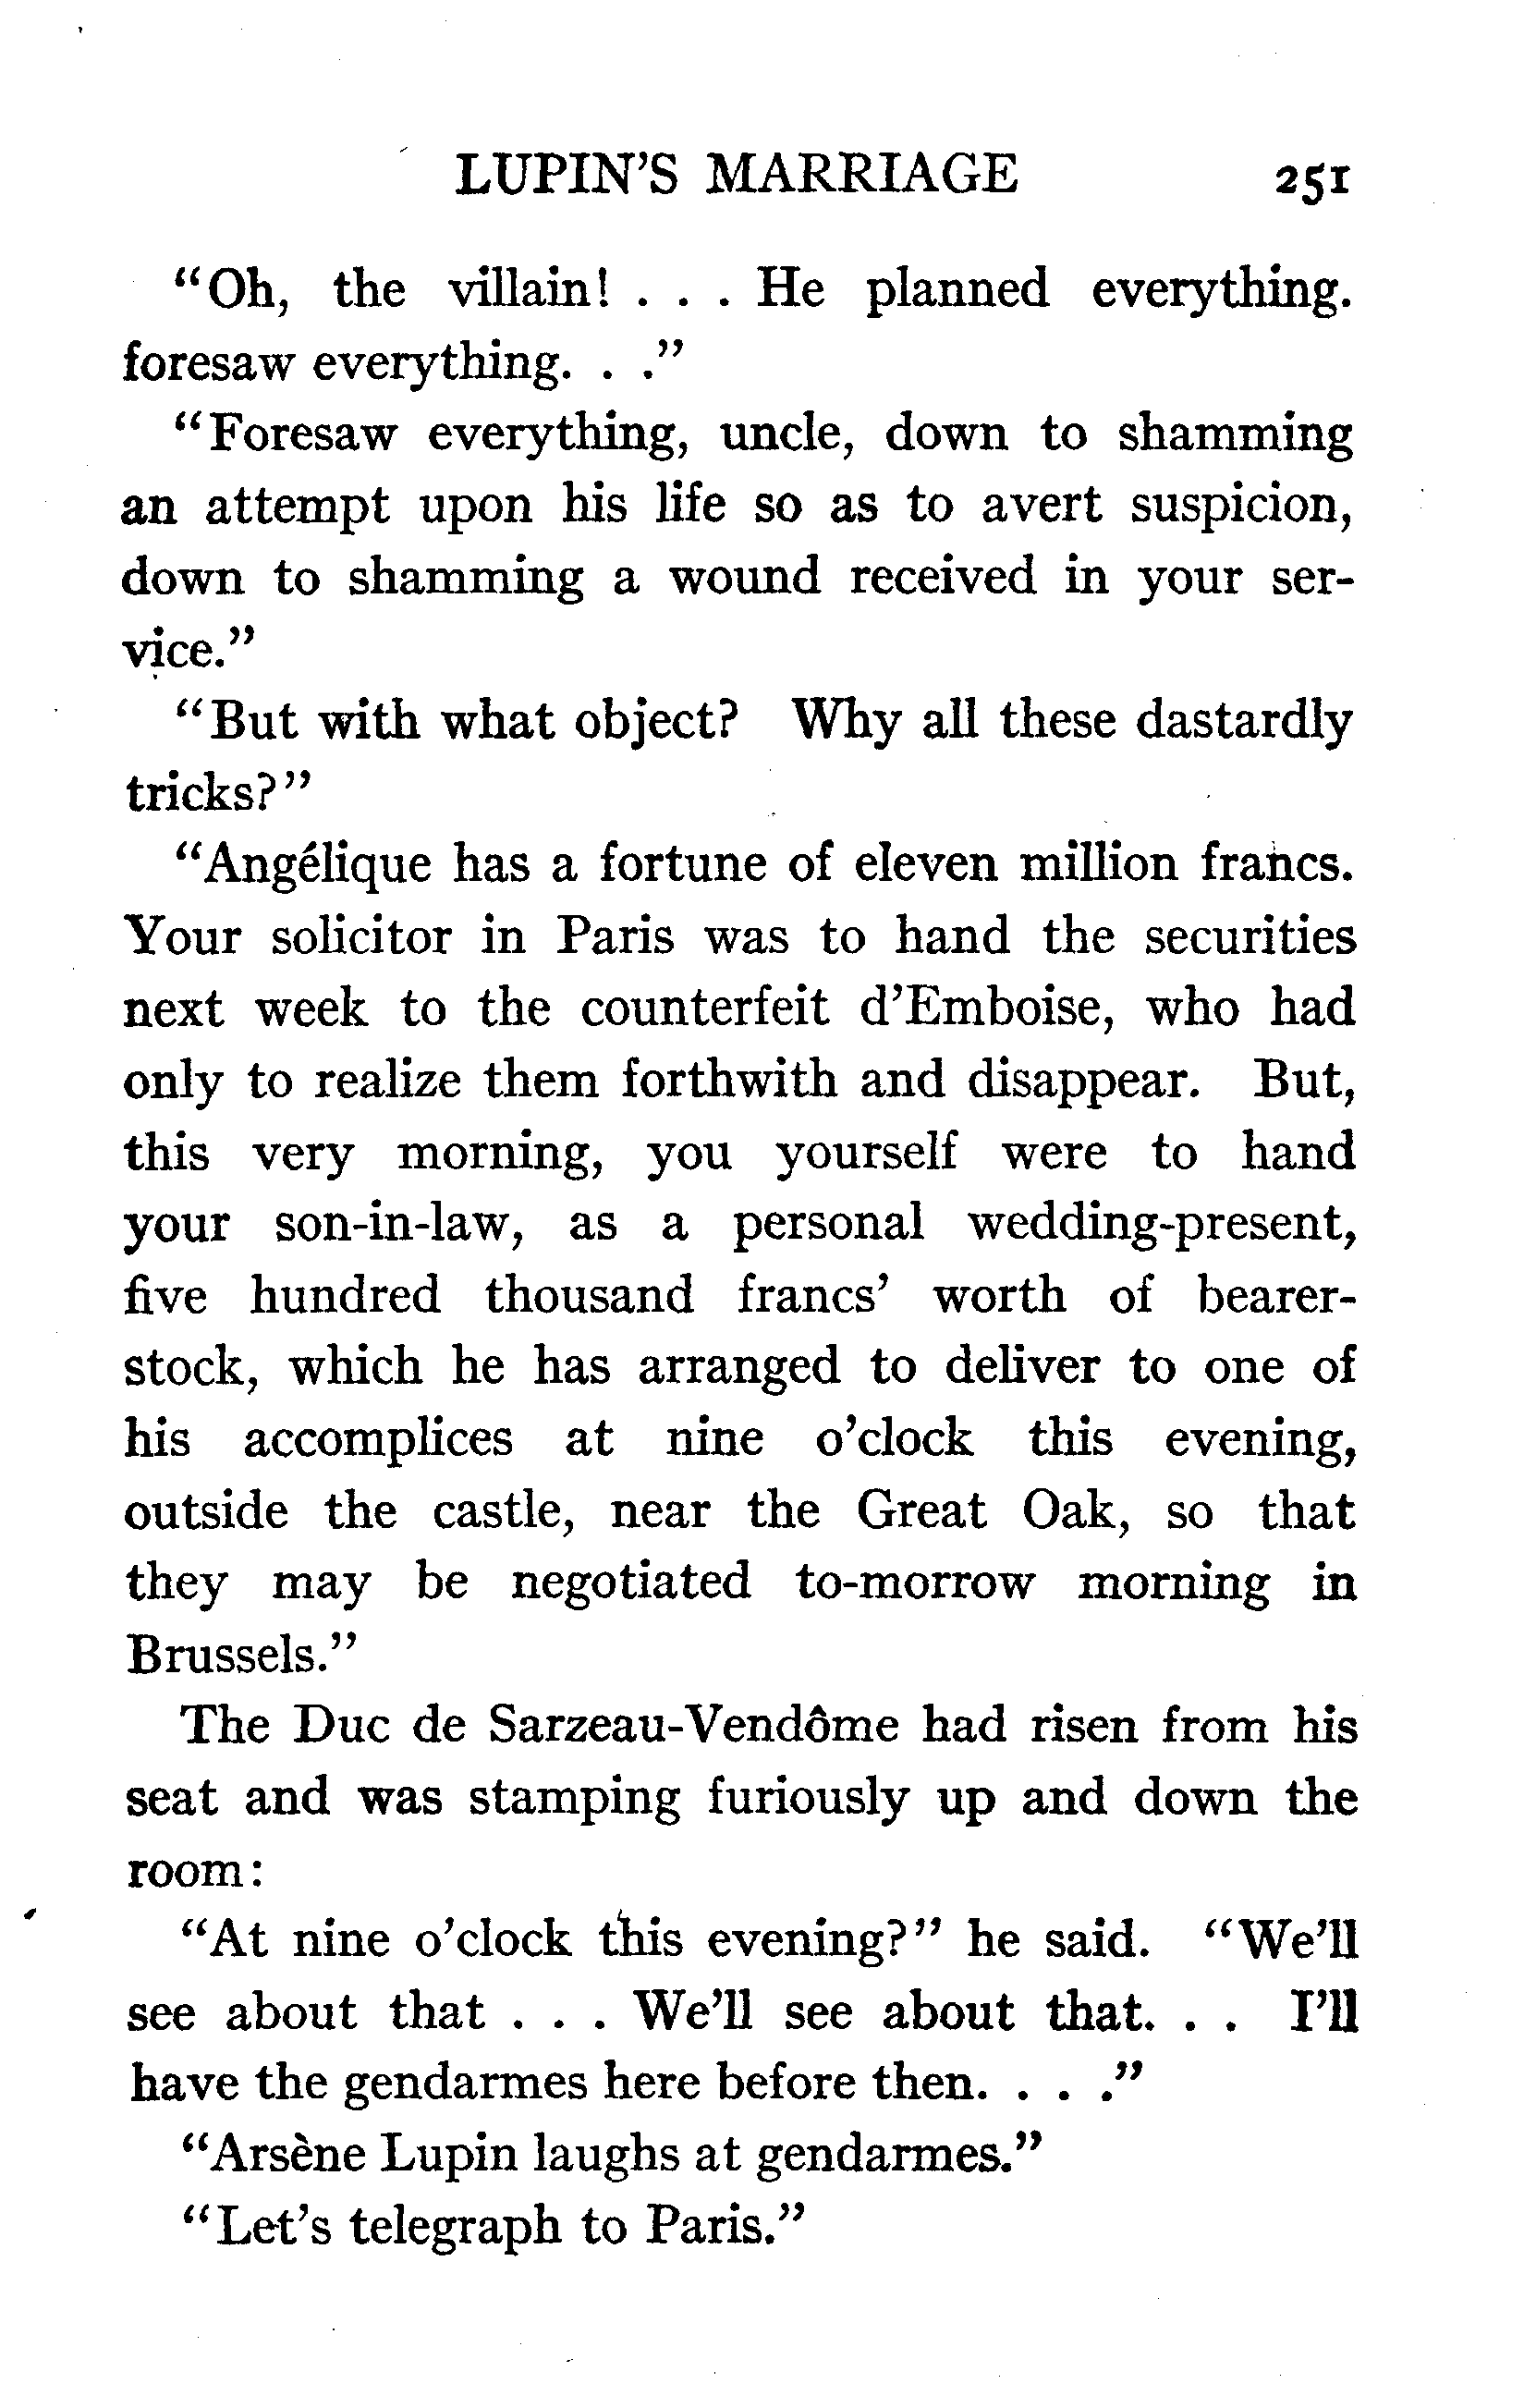 LUPIN'S MARRIAGE 251
"Oh, the villain! . . . He planned everything.
foresaw everything. . ."
"Foresaw everything, uncle, down to shamming
an attempt upon his life so as to avert suspicion,
down to shamming a wound received in your ser-
vice."
"But with what object? Why all these dastardly
tricks?"
"Angélique has a fortune of eleven million francs.
Your solicitor in Paris was to hand the securities
next week to the counterfeit d'Emboise, who had
only to realize them forthwith and disappear. But,
this very morning, you yourself were to hand
your son-in-law, as a personal wedding-present,
five hundred thousand francs' worth of bearer-
stock, which he has arranged to deliver to one of
his accomplices at nine o'clock this evening,
outside the castle, near the Great Oak, so that
they may be negotiated to-morrow morning in
Brussels."
The Duc de Sarzeau-Vendôme had risen from his
seat and was stamping furiously up and down the
room:
"At nine o'clock this evening?" he said. "We'll
see about that . . . We'll see about that. . . I'll
have the gendarmes here before then. . . ."
"Arsène Lupin laughs at gendarmes."
"Let's telegraph to Paris."